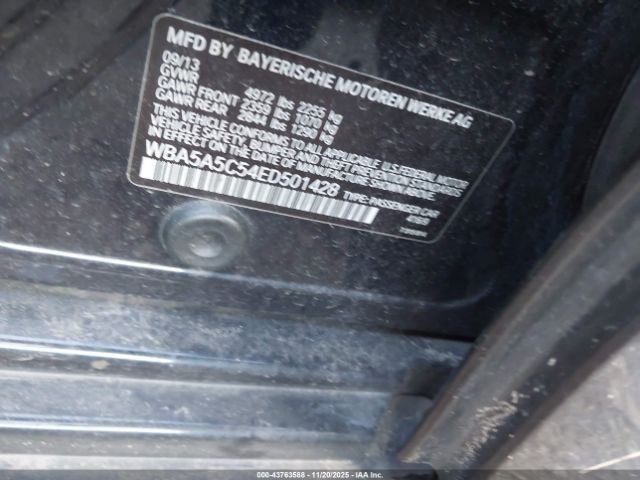 MFD BY BAYERISCHE MOTOREN WERKE AG
09/13
GVWR 4972 lbs 2255 kg
GAWR FRONT 2359 lbs 1070 kg
GAWR REAR 2844 lbs 1290 kg
THIS VEHICLE CONFORMS TO ALL APPLICABLE U.S. FEDERAL MOTOR
VEHICLE SAFETY, BUMPER, AND THEFT PREVENTION STANDARDS
IN EFFECT ON THE DATE OF MANUFACTURE SHOWN ABOVE.
WBA5A5C54ED501428
TYPE: PASSENGER CAR
000-43763588 - 11/20/2025 - IAA Inc.